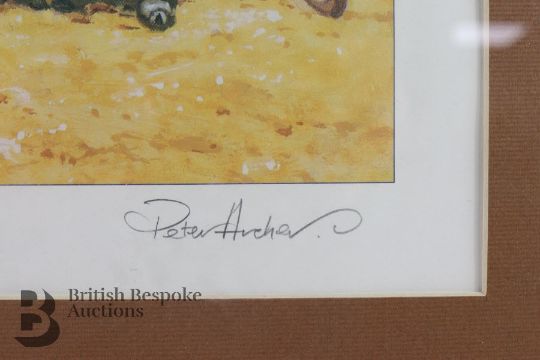 Peter Archer.
British Bespoke
Auctions